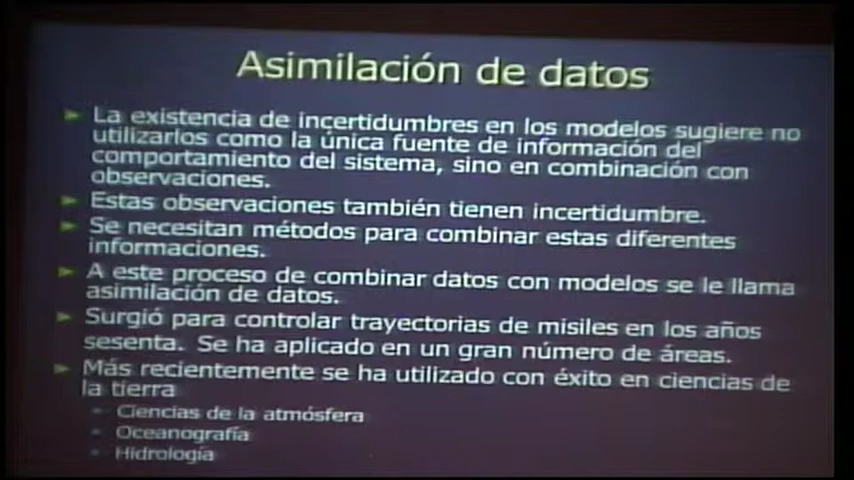 Asimilación de datos
La existencia de incertidumbres en los modelos sugiere no
utilizarlos como la única fuente de información del
comportamiento del sistema, sino en combinación con
observaciones.
Estas observaciones también tienen incertidumbre.
Se necesitan métodos para combinar estas diferentes
informaciones.
A este proceso de combinar datos con modelos se le llama
asimilación de datos.
Surgió para controlar trayectorias de misiles en los años
sesenta. Se ha aplicado en un gran número de áreas.
Más recientemente se ha utilizado con éxito en ciencias de
la tierra
Ciencias de la atmósfera
Oceanografía
Hidrología